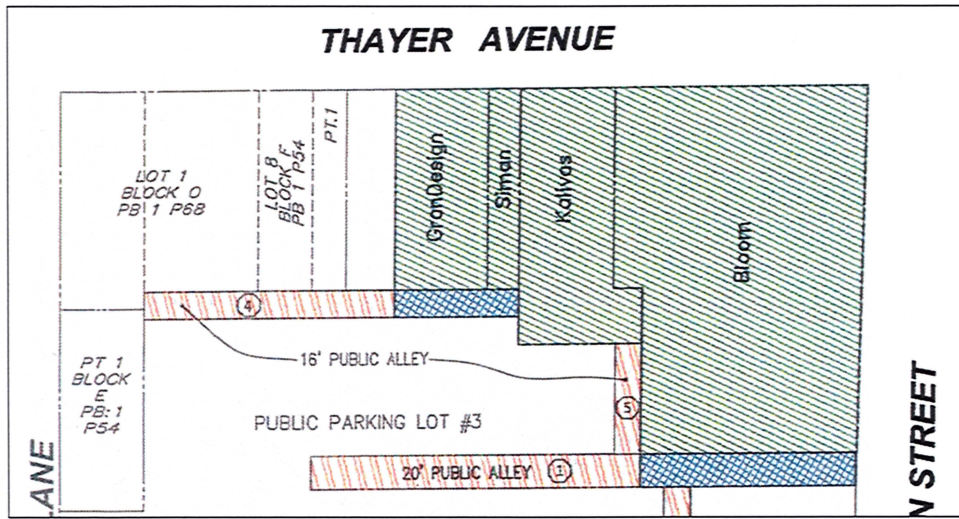 THAYER AVENUE
LOT 1
BLOCK O
PB 1 P68
LOT 8
BLOCK F
PB 1 P54
PT.1
GranDesign
Siman
Kalivas
Bloom
4
16' PUBLIC ALLEY
PT 1
BLOCK
E
PB:1
P54
PUBLIC PARKING LOT #3
5
20' PUBLIC ALLEY 1
ANE
N STREET